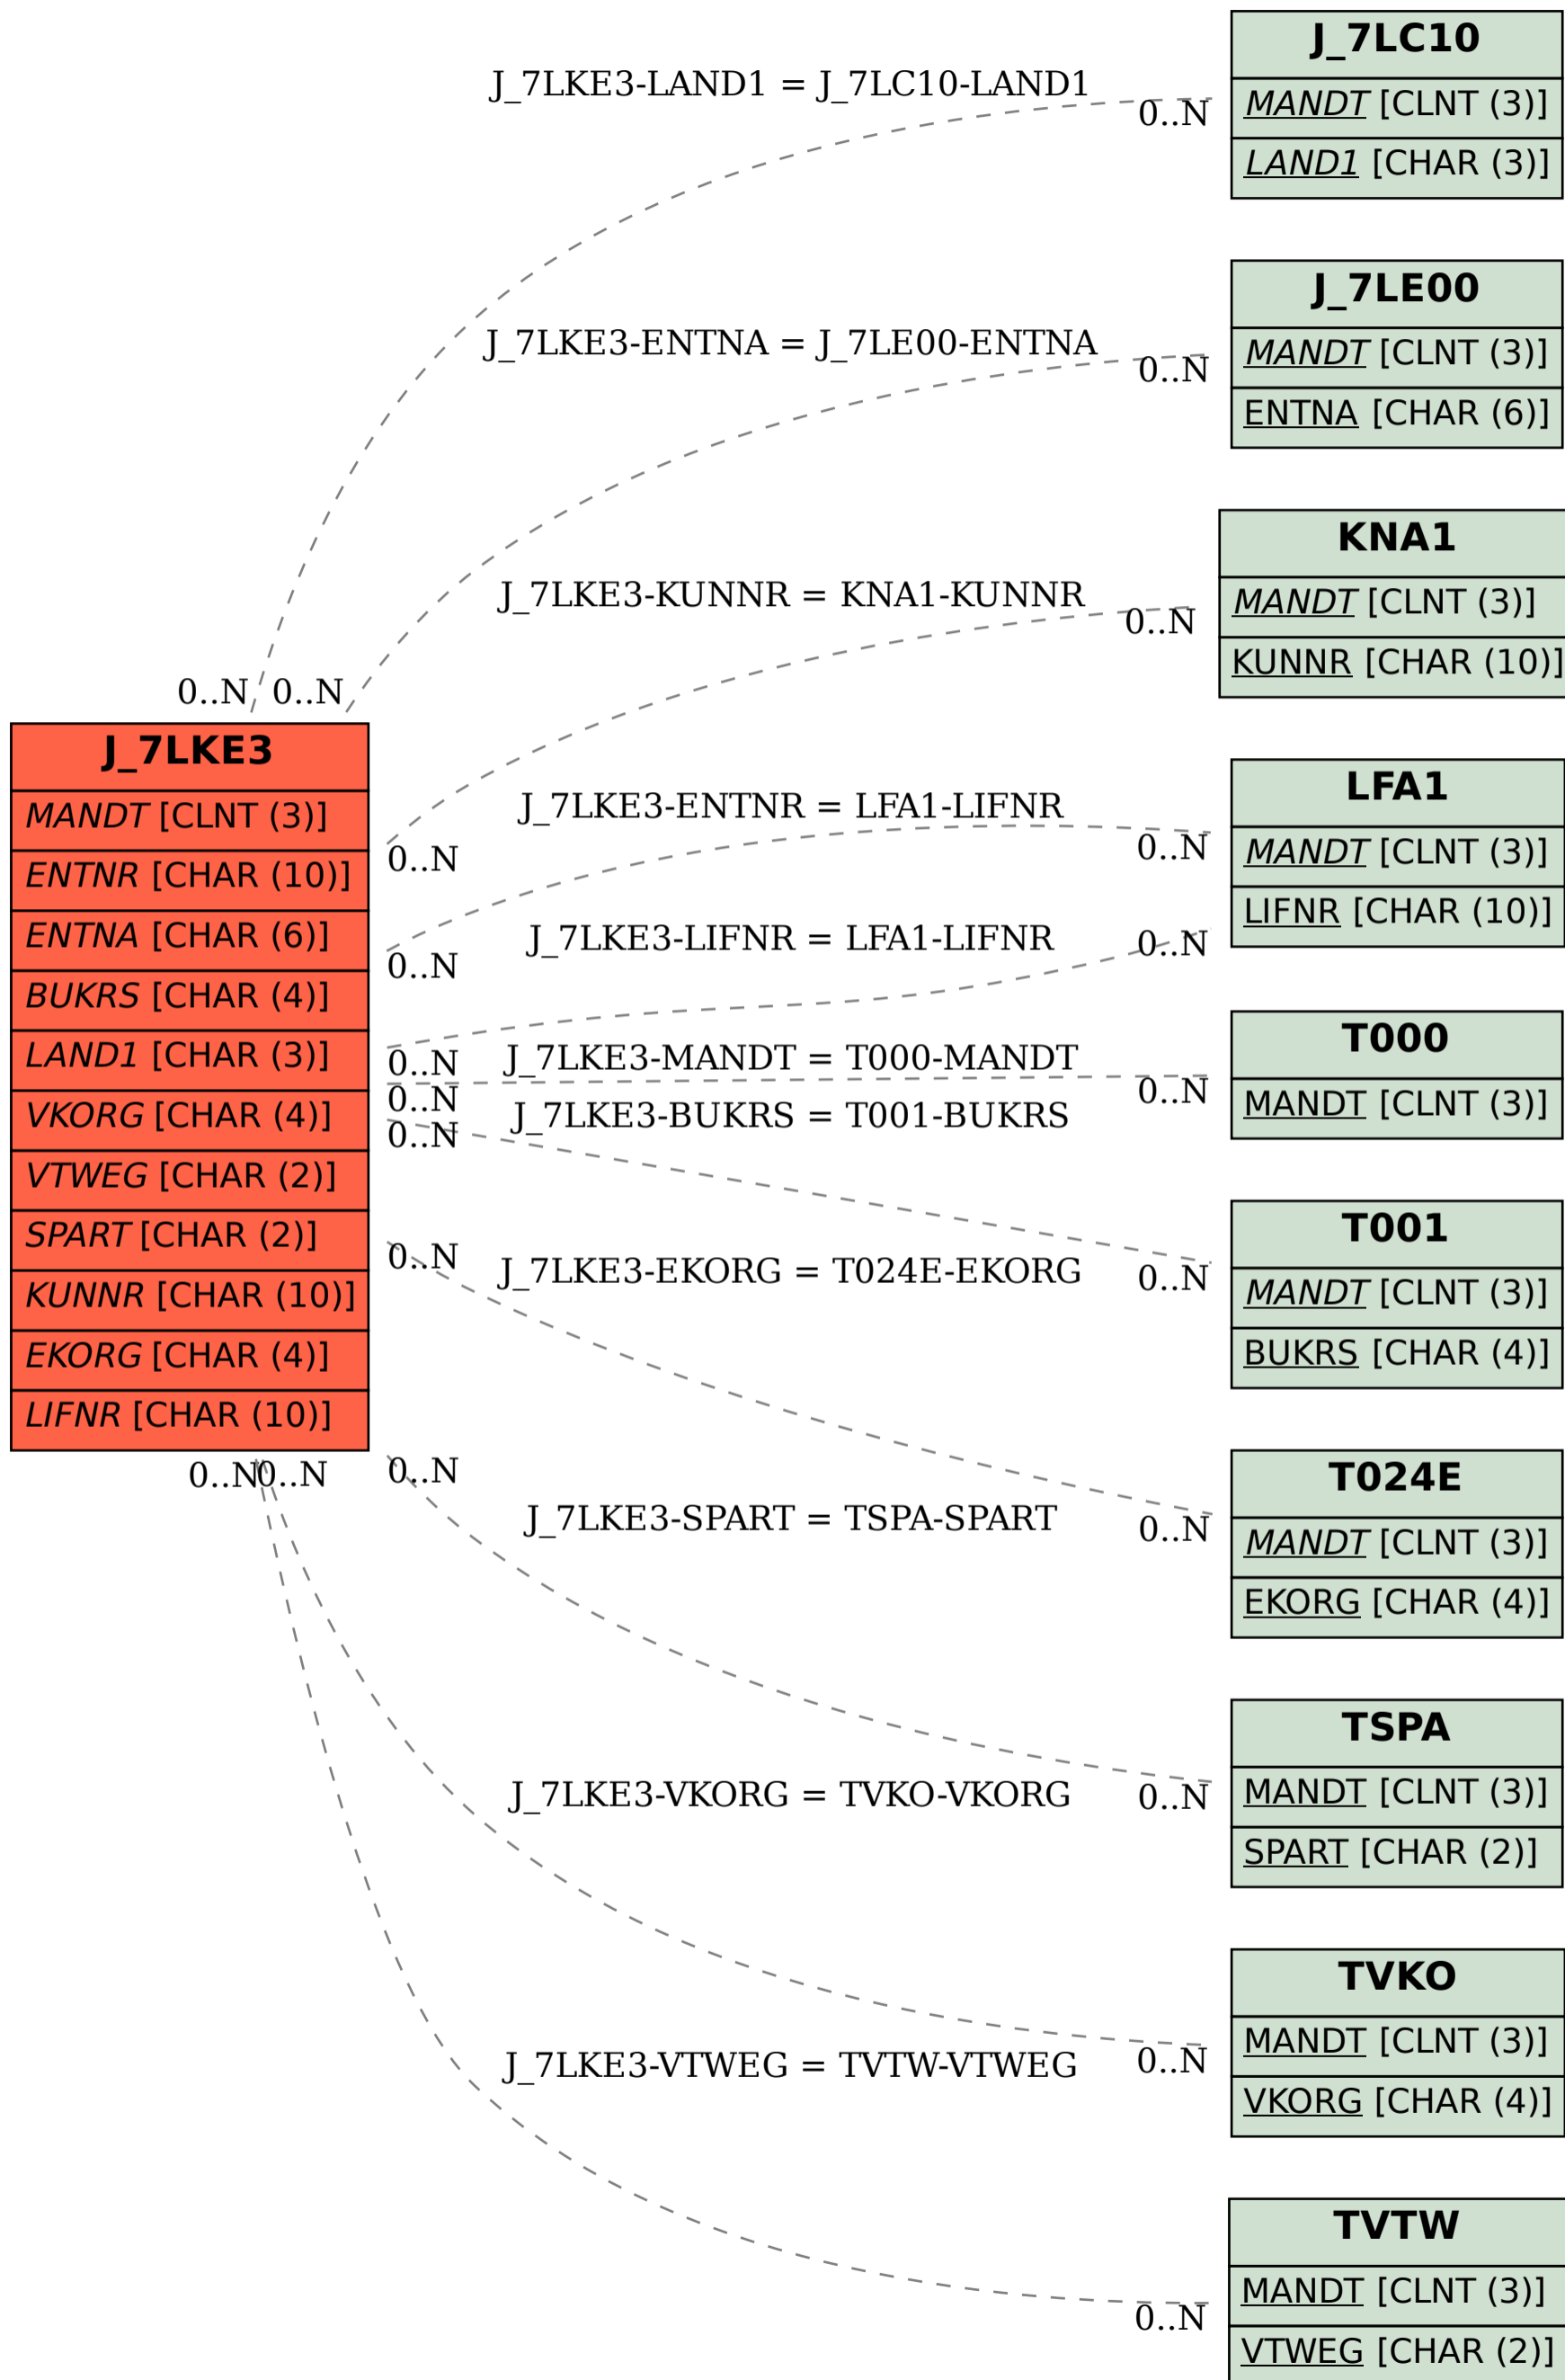 J_7LC10
J_7LKE3-LAND1 = J_7LC10-LAND1
MANDT [CLNT (3)]
0..N
LAND1 [CHAR (3)]
J_7LE00
J_7LKE3-ENTNA = J_7LE00-ENTNA
MANDT [CLNT (3)]
0..N
ENTNA [CHAR (6)]
KNA1
J_7LKE3-KUNNR = KNA1-KUNNR
MANDT [CLNT (3)]
0..N
KUNNR [CHAR (10)]
0..N 0..N
J_7LKE3
MANDT [CLNT (3)]
ENTNR [CHAR (10)]
ENTNA [CHAR (6)]
BUKRS [CHAR (4)]
LAND1 [CHAR (3)]
VKORG [CHAR (4)]
VTWEG [CHAR (2)]
SPART [CHAR (2)]
KUNNR [CHAR (10)]
EKORG [CHAR (4)]
LIFNR [CHAR (10)]
LFA1
J_7LKE3-ENTNR = LFA1-LIFNR
MANDT [CLNT (3)]
0..N
0..N
LIFNR [CHAR (10)]
J_7LKE3-LIFNR = LFA1-LIFNR
0..N
0..N
T000
J_7LKE3-MANDT = T000-MANDT
0..N
0..N
0..N
MANDT [CLNT (3)]
J_7LKE3-BUKRS = T001-BUKRS
0..N
T001
0..N
J_7LKE3-EKORG = T024E-EKORG
0..N
MANDT [CLNT (3)]
BUKRS [CHAR (4)]
0..N
0..N
0..N
T024E
J_7LKE3-SPART = TSPA-SPART
0..N
MANDT [CLNT (3)]
EKORG [CHAR (4)]
TSPA
J_7LKE3-VKORG = TVKO-VKORG
0..N
MANDT [CLNT (3)]
SPART [CHAR (2)]
TVKO
MANDT [CLNT (3)]
0..N
J_7LKE3-VTWEG = TVTW-VTWEG
VKORG [CHAR (4)]
TVTW
MANDT [CLNT (3)]
0..N
VTWEG [CHAR (2)]